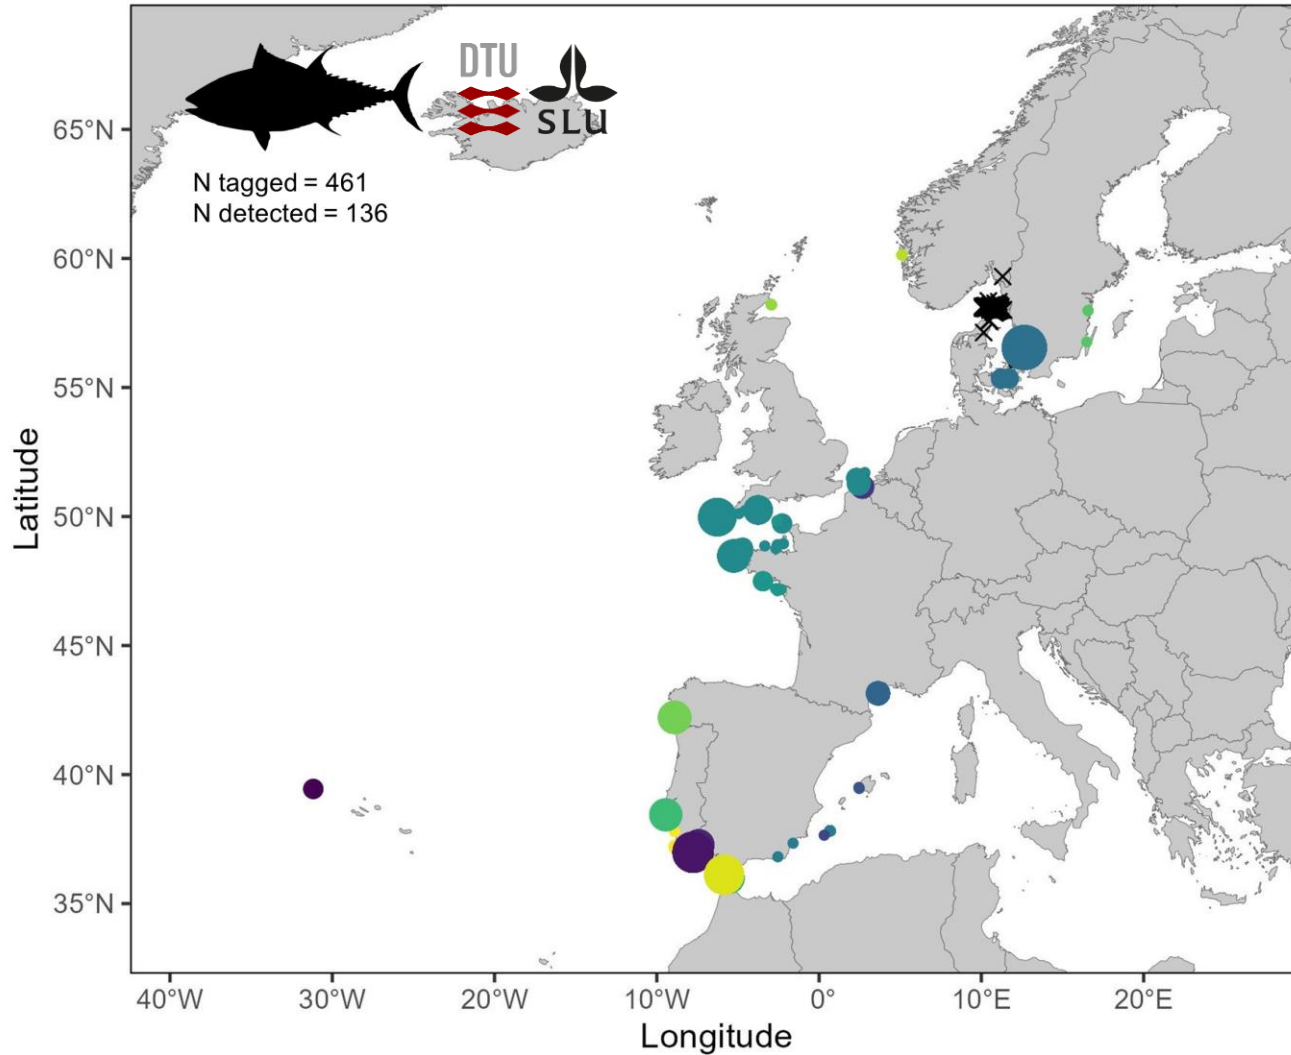 DTU
SLU
N tagged = 461
N detected = 136
65°N
60°N
55°N
50°N
45°N
40°N
35°N
Latitude
40°W 30°W 20°W 10°W 0° 10°E 20°E
Longitude